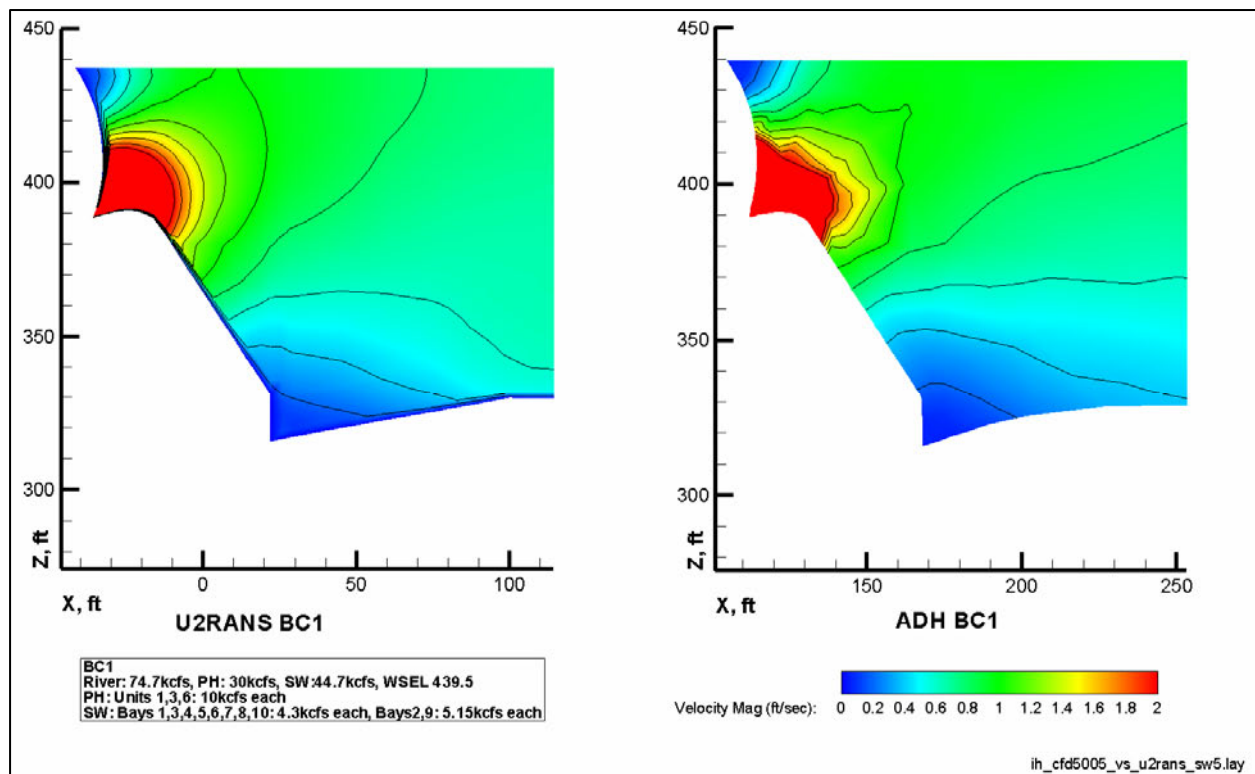 450
400
350
300
Z, ft
0
50
100
X, ft
U2RANS BC1
450
400
350
300
Z, ft
150
200
250
X, ft
ADH BC1
BC1
River: 74.7kcfs, PH: 30kcfs, SW:44.7kcfs, WSEL 439.5
PH: Units 1,3,6: 10kcfs each
SW: Bays 1,3,4,5,6,7,8,10: 4.3kcfs each, Bays2,9: 5.15kcfs each
Velocity Mag (ft/sec): 0 0.2 0.4 0.6 0.8 1 1.2 1.4 1.6 1.8 2
ih_cfd5005_vs_u2rans_sw5.lay